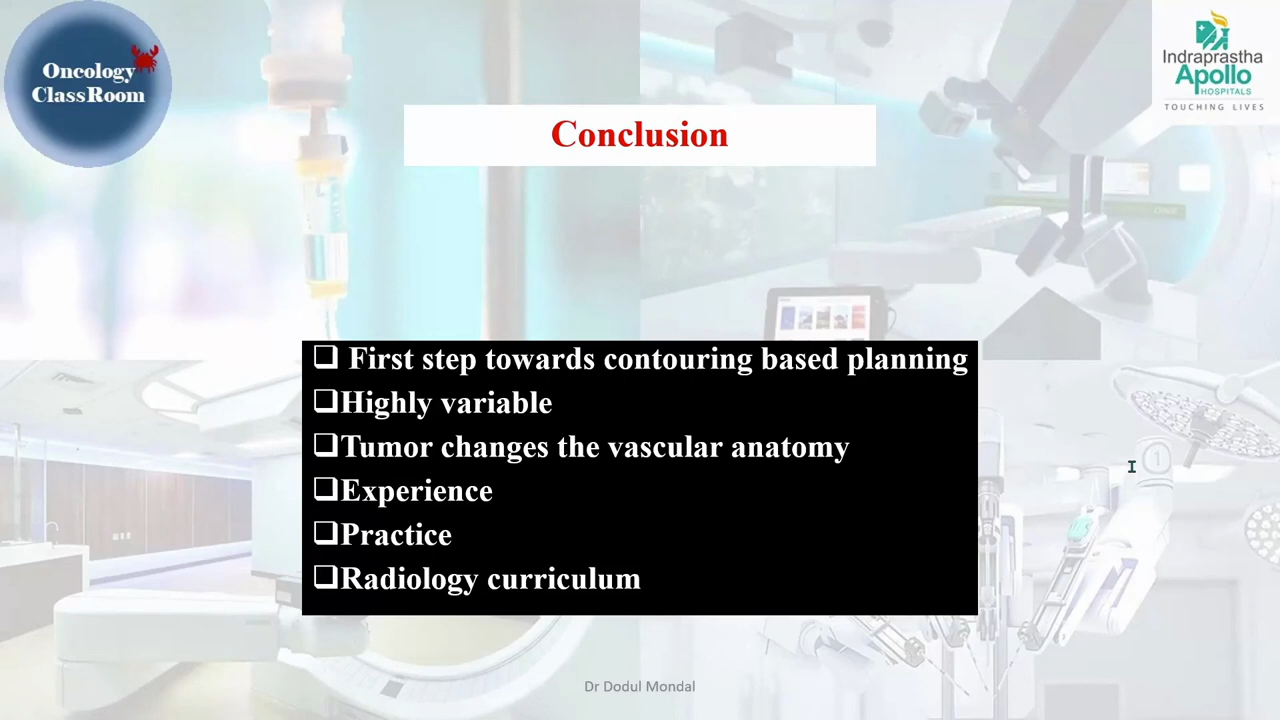 Oncology
ClassRoom
Indraprastha
Apollo
HOSPITALS
TOUCHING LIVES
Conclusion
❑ First step towards contouring based planning
❑Highly variable
❑Tumor changes the vascular anatomy
❑Experience
❑Practice
❑Radiology curriculum
1
Dr Dodul Mondal